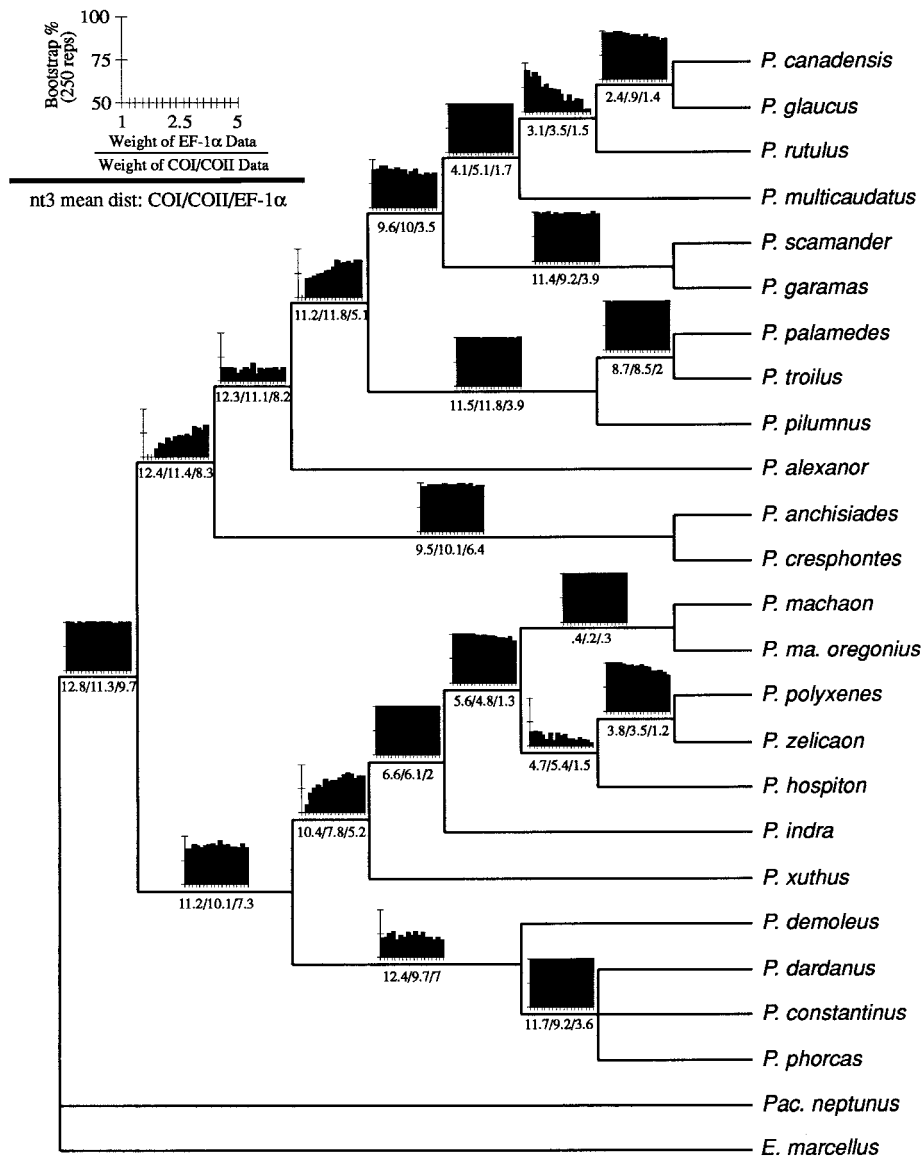 100
75
50
Bootstrap %
(250 reps)
1 2.5 5
Weight of EF-1α Data
Weight of COI/COII Data
nt3 mean dist: COI/COII/EF-1α
P. canadensis
2.4/.9/1.4
P. glaucus
3.1/3.5/1.5
P. rutulus
4.1/5.1/1.7
P. multicaudatus
9.6/10/3.5
P. scamander
11.4/9.2/3.9
P. garamas
11.2/11.8/5.1
P. palamedes
8.7/8.5/2
P. troilus
12.3/11.1/8.2
11.5/11.8/3.9
P. pilumnus
12.4/11.4/8.3
P. alexanor
P. anchisiades
9.5/10.1/6.4
P. cresphontes
P. machaon
.4/.2/.3
P. ma. oregonius
12.8/11.3/9.7
5.6/4.8/1.3
P. polyxenes
3.8/3.5/1.2
P. zelicaon
4.7/5.4/1.5
6.6/6.1/2
P. hospiton
10.4/7.8/5.2
P. indra
P. xuthus
11.2/10.1/7.3
P. demoleus
12.4/9.7/7
P. dardanus
P. constantinus
11.7/9.2/3.6
P. phorcas
Pac. neptunus
E. marcellus